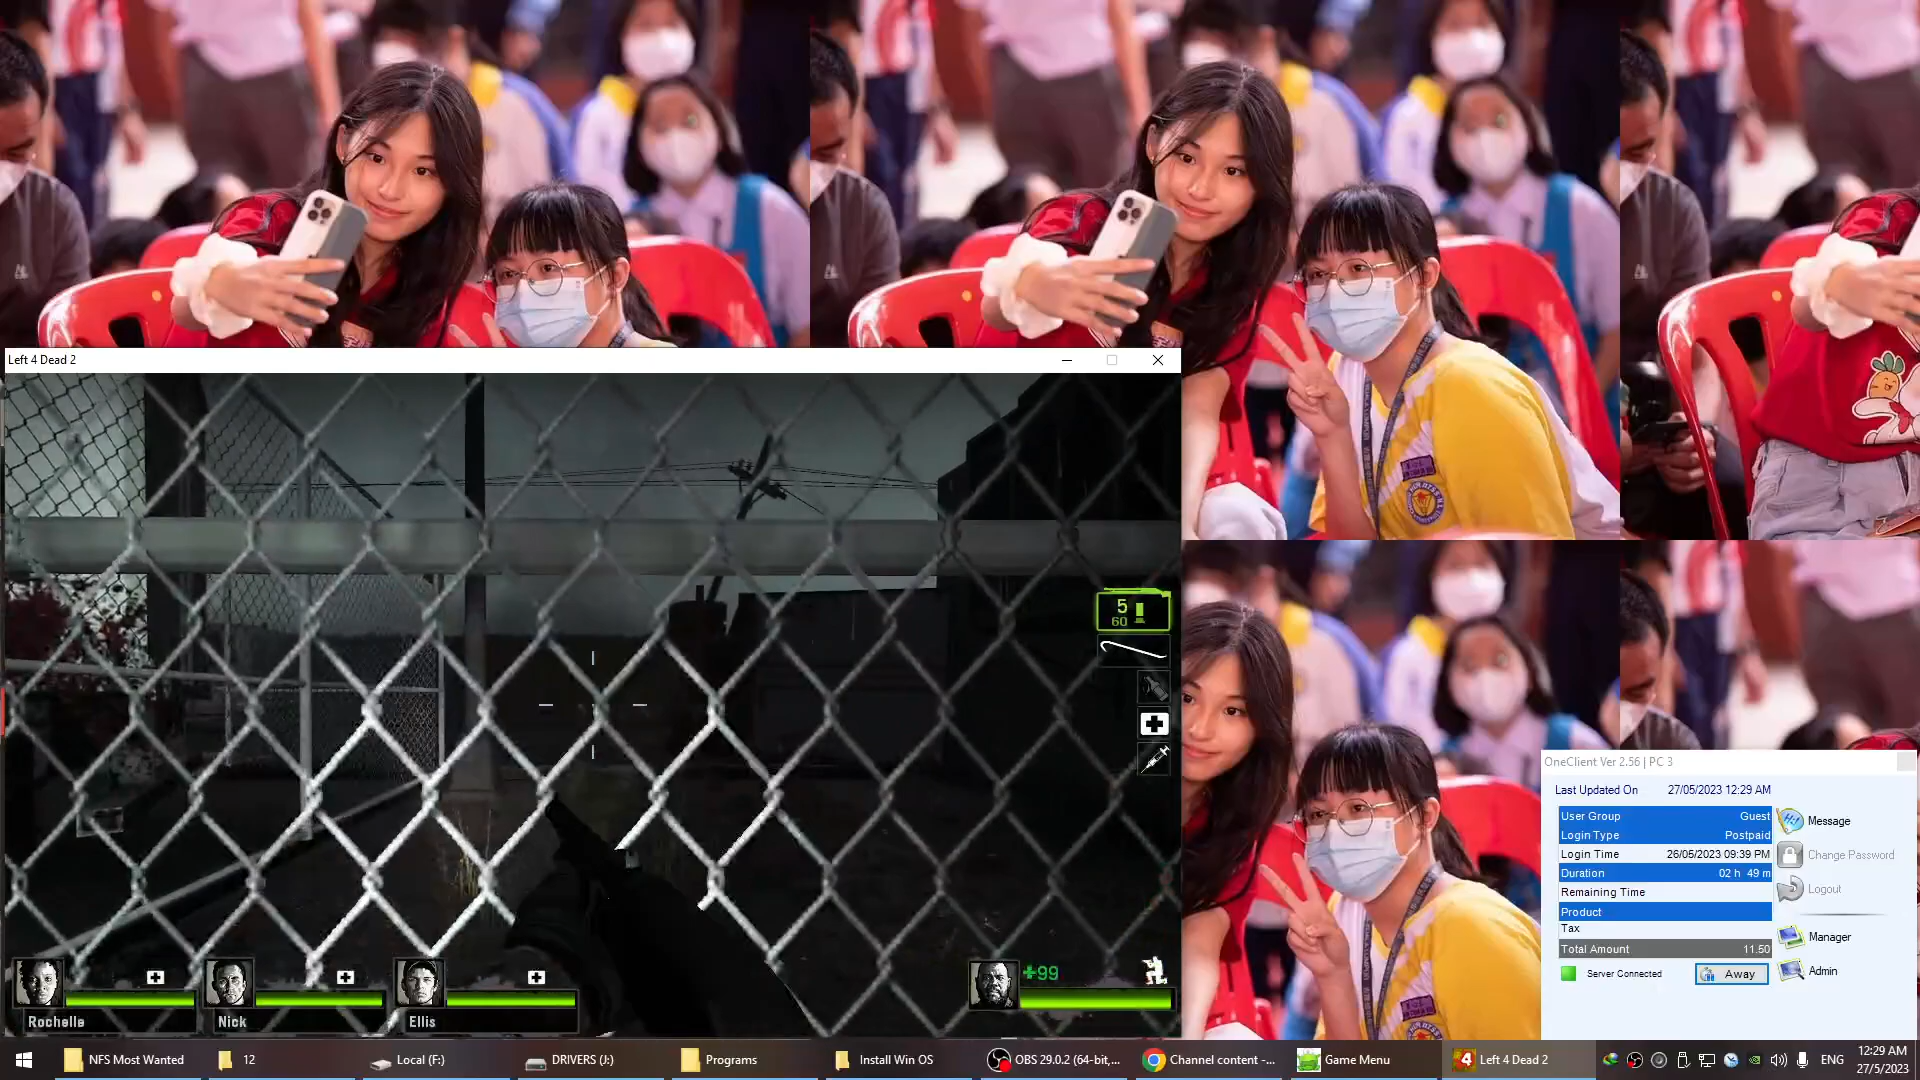 Left 4 Dead 2
5
60
+99
Rochelle
Nick
Ellis
OneClient Ver 2.56 | PC 3
Last Updated On 27/05/2023 12:29 AM
User Group Guest
Login Type Postpaid
Login Time 26/05/2023 09:39 PM
Duration 02 h 49 m
Remaining Time
Product
Tax
Total Amount 11.50
Server Connected Away
Message
Change Password
Logout
Manager
Admin
NFS Most Wanted
12
Local (F:)
DRIVERS (J:)
Programs
Install Win OS
OBS 29.0.2 (64-bit,...
Channel content -...
Game Menu
Left 4 Dead 2
ENG
12:29 AM
27/5/2023